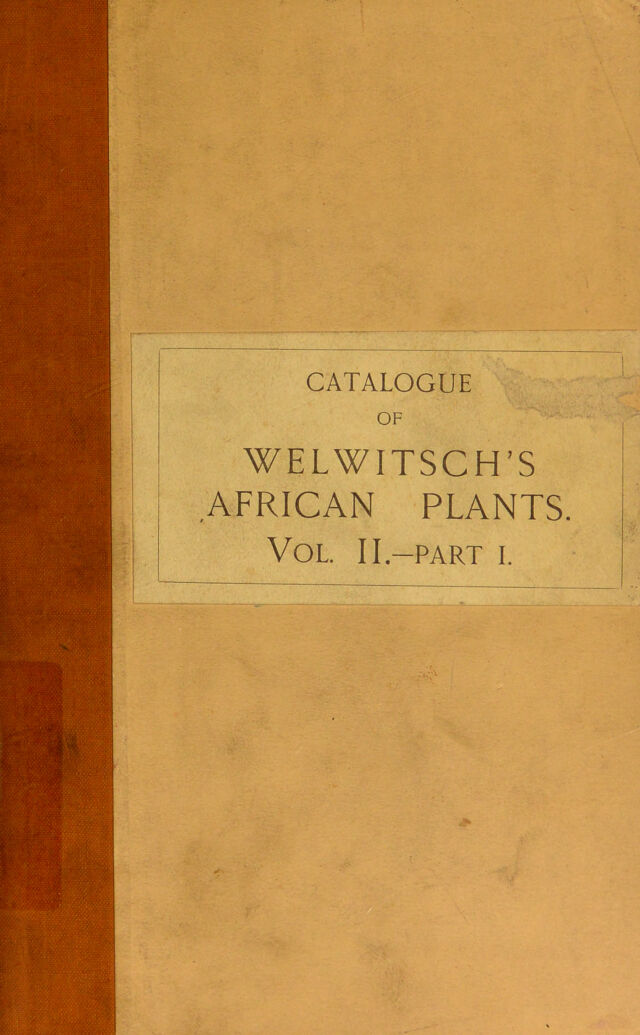 CATALOGUE
OF
WELWITSCH'S
AFRICAN PLANTS.
VOL. II.—PART I.